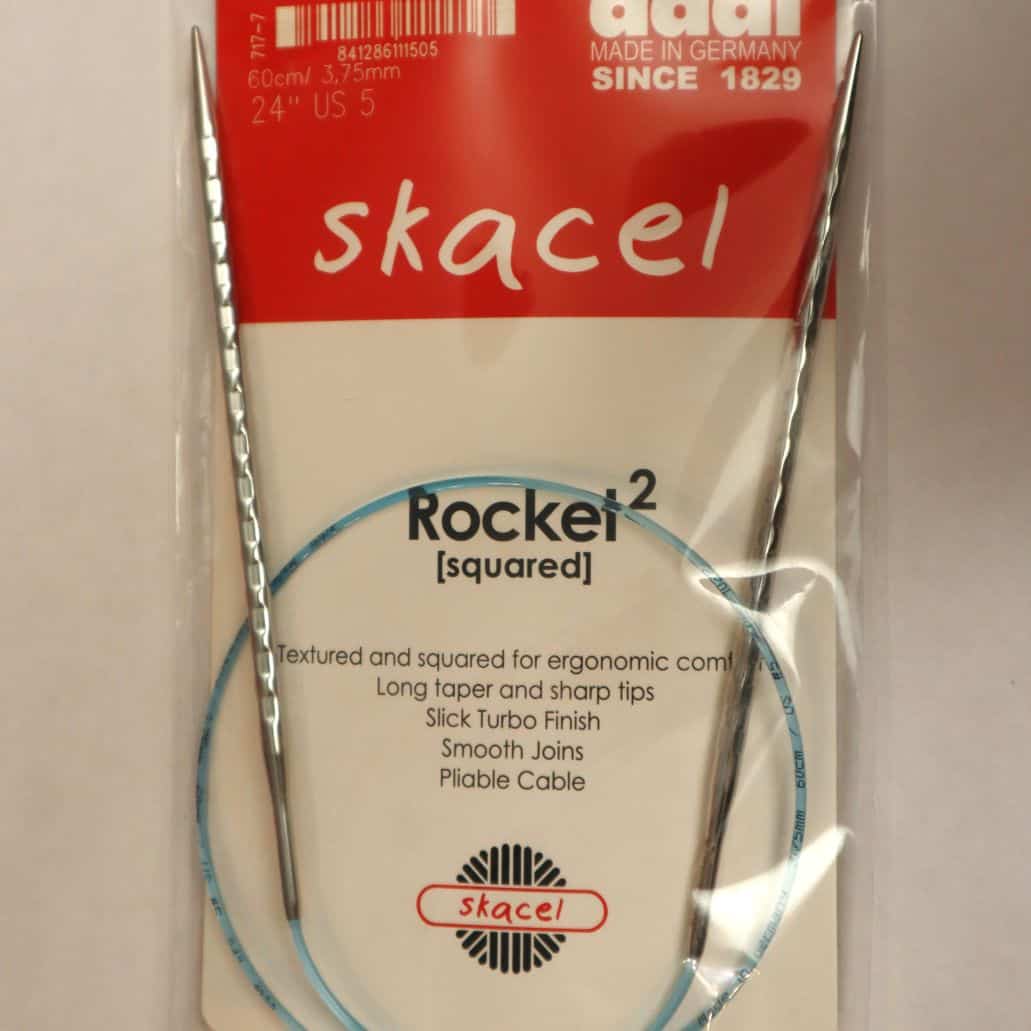 717-7
841286111505
60cm/ 3,75mm
24" US 5
addi
MADE IN GERMANY
SINCE 1829
skacel
Rocket²
[squared]
Textured and squared for ergonomic
Long taper and sharp tips
Slick Turbo Finish
Smooth Joins
Pliable Cable
skacel